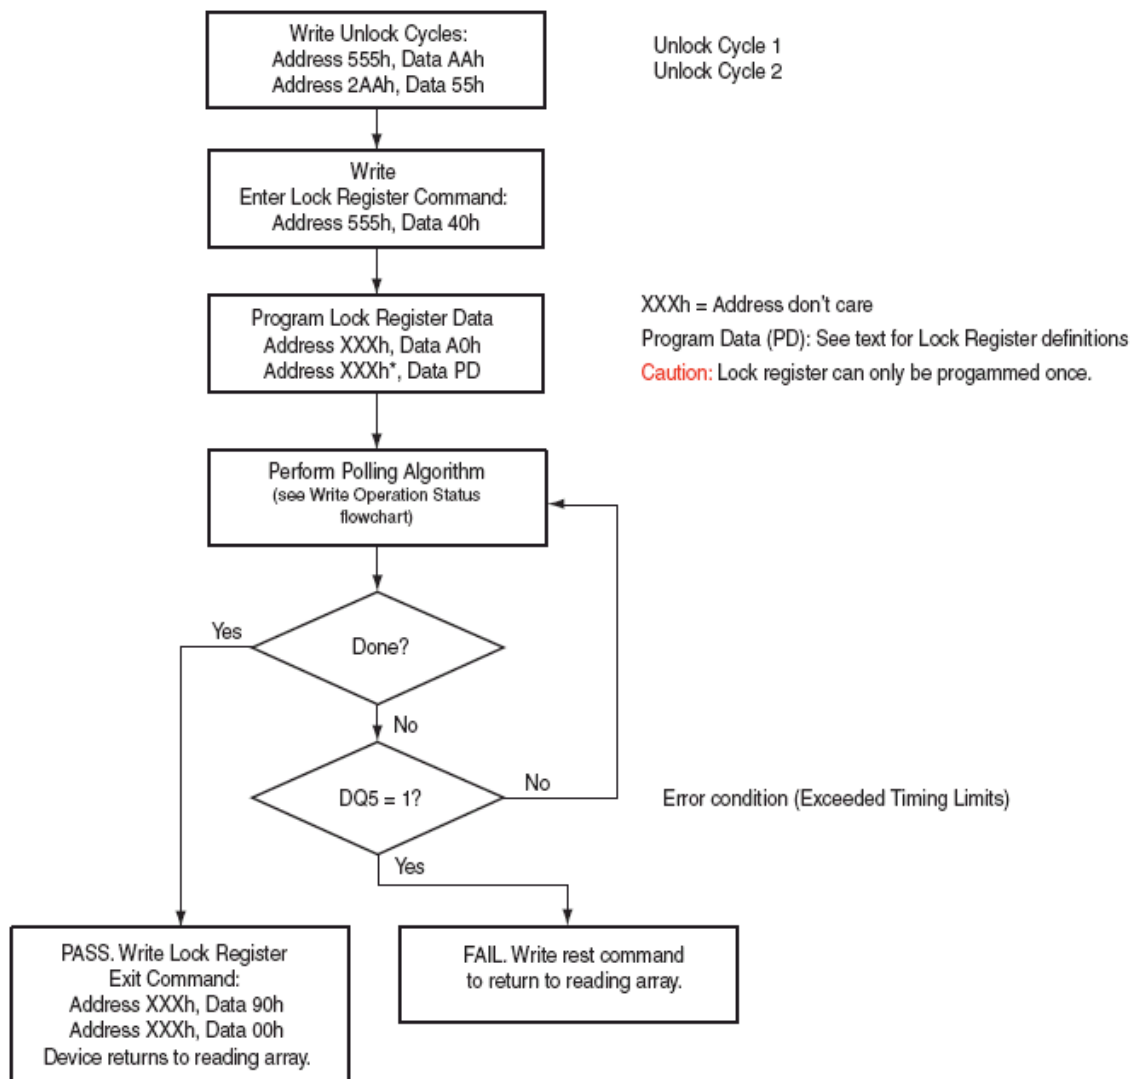 Write Unlock Cycles:
Address 555h, Data AAh
Address 2AAh, Data 55h
Unlock Cycle 1
Unlock Cycle 2
Write
Enter Lock Register Command:
Address 555h, Data 40h
Program Lock Register Data
Address XXXh, Data A0h
Address XXXh*, Data PD
XXXh = Address don't care
Program Data (PD): See text for Lock Register definitions
Caution: Lock register can only be progammed once.
Perform Polling Algorithm
(see Write Operation Status
flowchart)
Yes
Done?
No
DQ5 = 1?
No
Error condition (Exceeded Timing Limits)
Yes
PASS. Write Lock Register
Exit Command:
Address XXXh, Data 90h
Address XXXh, Data 00h
Device returns to reading array.
FAIL. Write rest command
to return to reading array.